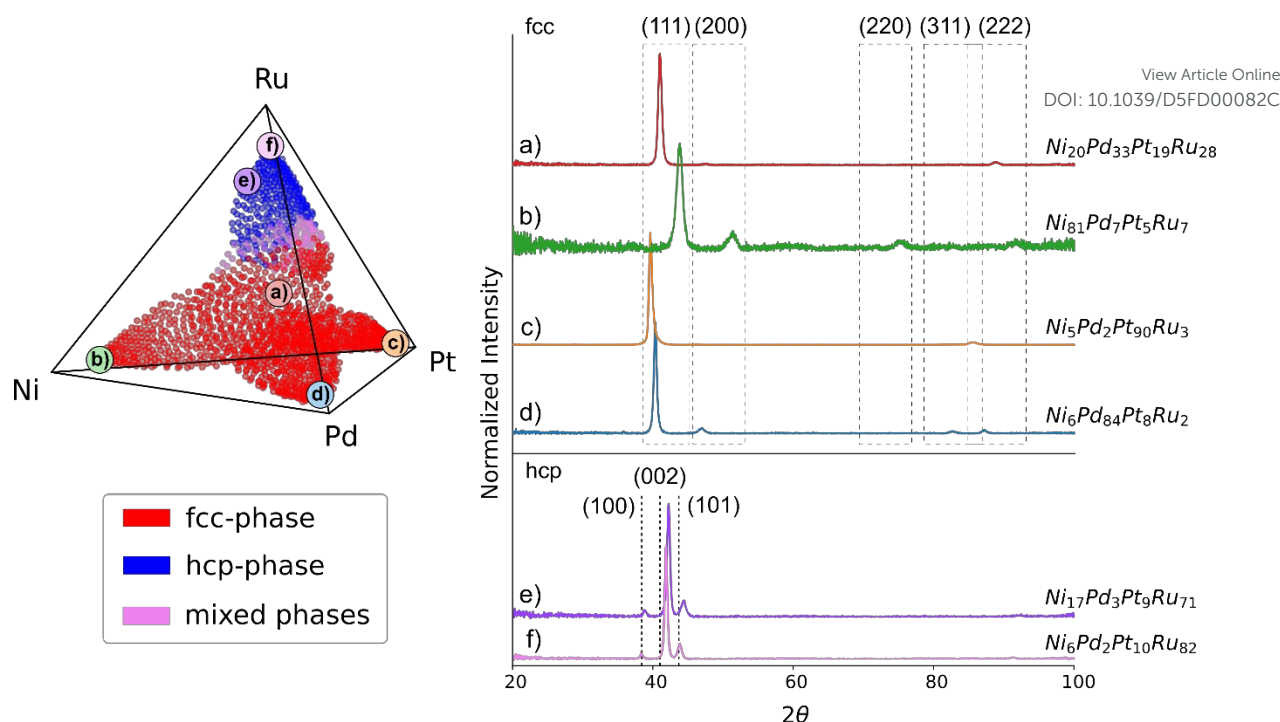 Ru
f)
e)
a)
b)
c)
d)
Ni
Pt
Pd
fcc-phase
hcp-phase
mixed phases
Normalized Intensity
fcc
(111) (200) (220) (311) (222)
a) Ni₂₀Pd₃₃Pt₁₉Ru₂₈
b) Ni₈₁Pd₇Pt₅Ru₇
c) Ni₅Pd₂Pt₉₀Ru₃
d) Ni₆Pd₈₄Pt₈Ru₂
hcp
(002)
(100) (101)
e) Ni₁₇Pd₃Pt₉Ru₇₁
f) Ni₆Pd₂Pt₁₀Ru₈₂
20 40 60 80 100
2θ
View Article Online
DOI: 10.1039/D5FD00082C